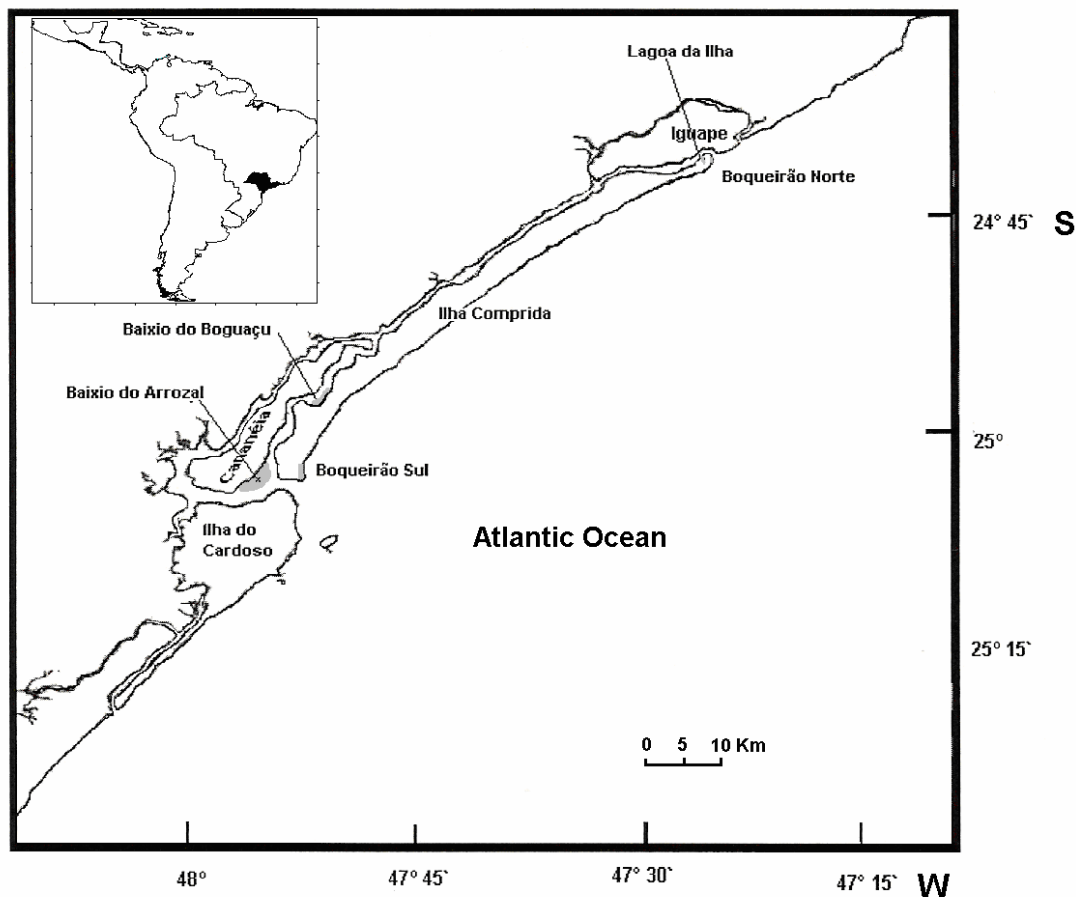 Lagoa da Ilha
Iguape
Boqueirão Norte
24° 45` S
Ilha Comprida
Baixio do Boguaçu
Baixio do Arrozal
Cananéia
25°
Boqueirão Sul
Ilha do
Cardoso
Atlantic Ocean
25° 15`
0 5 10 Km
48° 47° 45` 47° 30` 47° 15` W